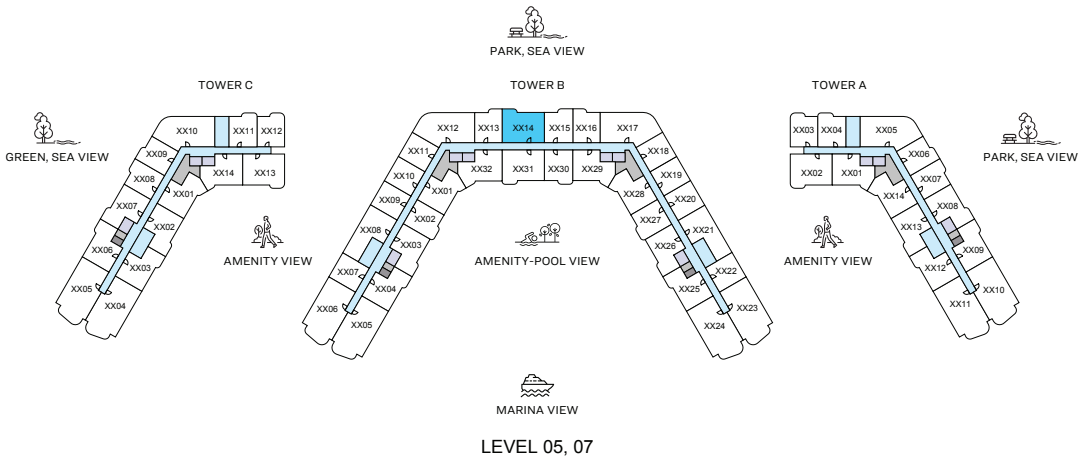 PARK, SEA VIEW
TOWER C
TOWER B
TOWER A
GREEN, SEA VIEW
PARK, SEA VIEW
XX10
XX11
XX12
XX09
XX08
XX07
XX06
XX05
XX04
XX03
XX02
XX01
XX14
XX13
AMENITY VIEW
XX12
XX13
XX14
XX15
XX16
XX17
XX11
XX10
XX09
XX08
XX07
XX06
XX05
XX04
XX03
XX02
XX01
XX32
XX31
XX30
XX29
XX28
XX27
XX26
XX25
XX24
XX23
XX22
XX21
XX20
XX19
XX18
AMENITY-POOL VIEW
AMENITY VIEW
XX03
XX04
XX05
XX02
XX01
XX14
XX13
XX12
XX11
XX10
XX09
XX08
XX07
XX06
MARINA VIEW
LEVEL 05, 07